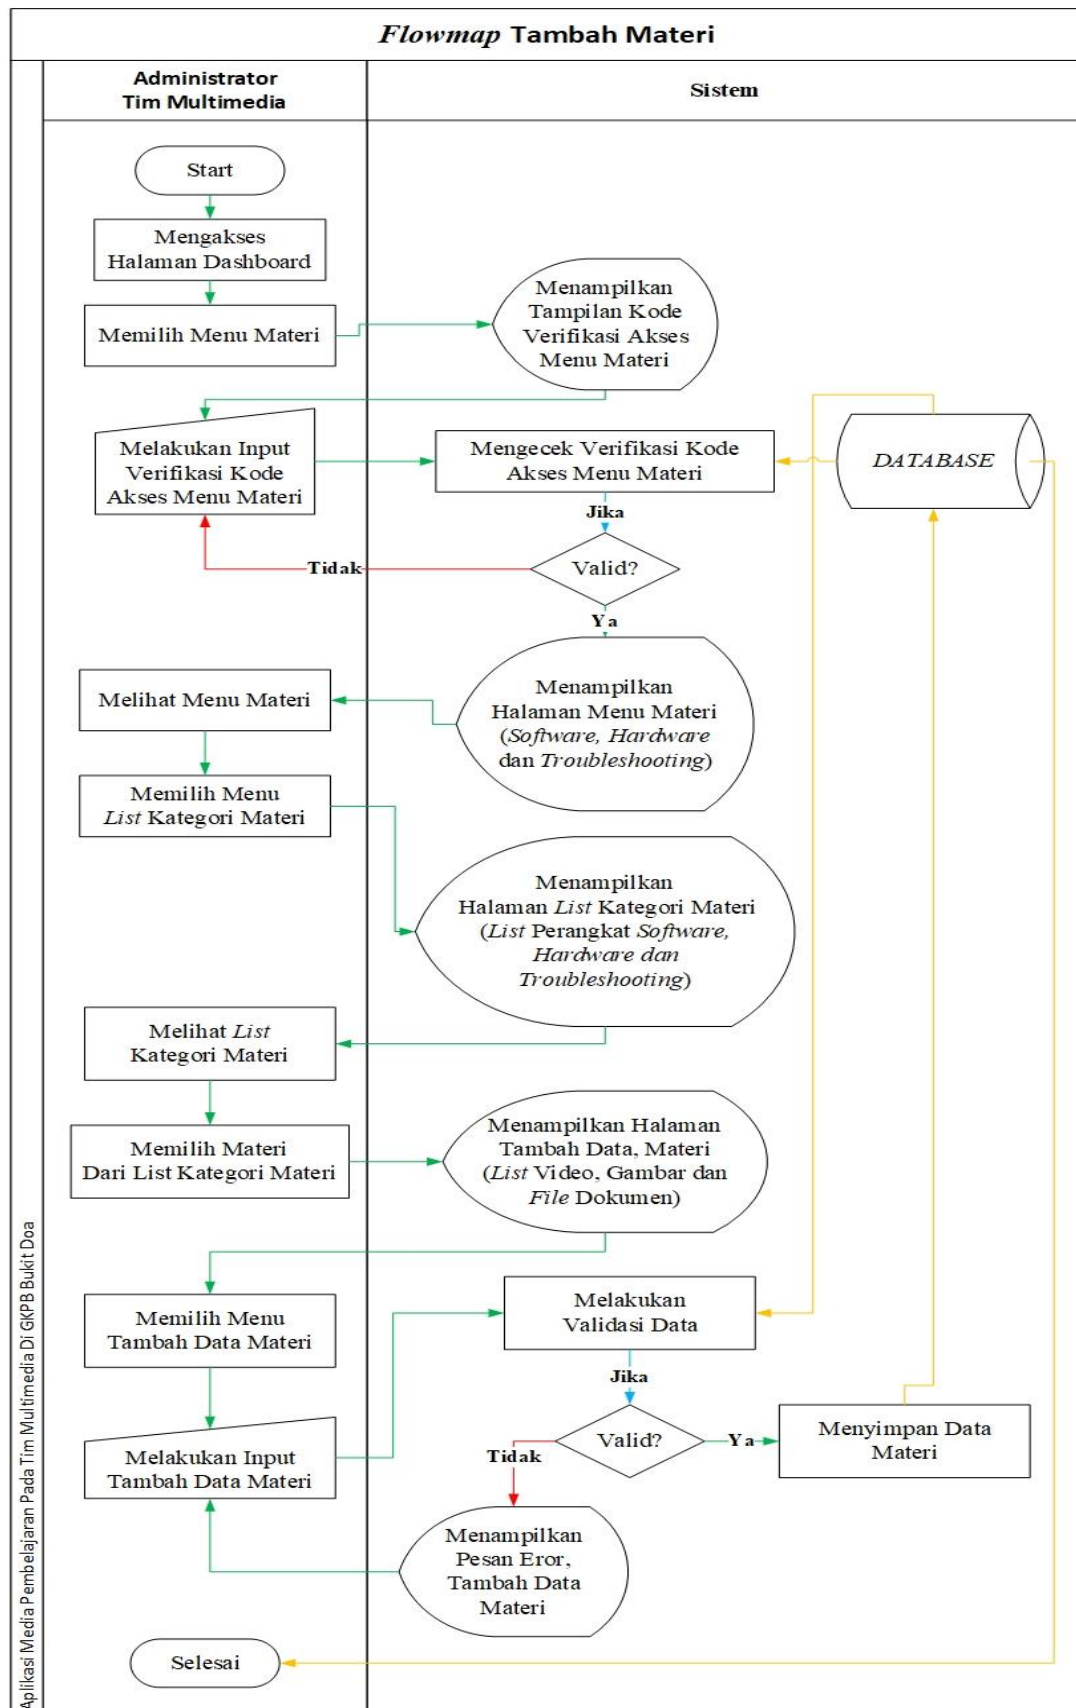 Flowmap Tambah Materi
Administrator
Tim Multimedia
Sistem
Start
Mengakses
Halaman Dashboard
Memilih Menu Materi
Menampilkan
Tampilan Kode
Verifikasi Akses
Menu Materi
Melakukan Input
Verifikasi Kode
Akses Menu Materi
Mengecek Verifikasi Kode
Akses Menu Materi
DATABASE
Jika
Valid?
Tidak
Ya
Menampilkan
Halaman Menu Materi
(Software, Hardware
dan Troubleshooting)
Melihat Menu Materi
Memilih Menu
List Kategori Materi
Menampilkan
Halaman List Kategori Materi
(List Perangkat Software,
Hardware dan
Troubleshooting)
Melihat List
Kategori Materi
Memilih Materi
Dari List Kategori Materi
Menampilkan Halaman
Tambah Data, Materi
(List Video, Gambar dan
File Dokumen)
Memilih Menu
Tambah Data Materi
Melakukan
Validasi Data
Jika
Melakukan Input
Tambah Data Materi
Valid?
Ya
Menyimpan Data
Materi
Tidak
Menampilkan
Pesan Eror,
Tambah Data
Materi
Selesai
Aplikasi Media Pembelajaran Pada Tim Multimedia Di GKPB Bukit Doa